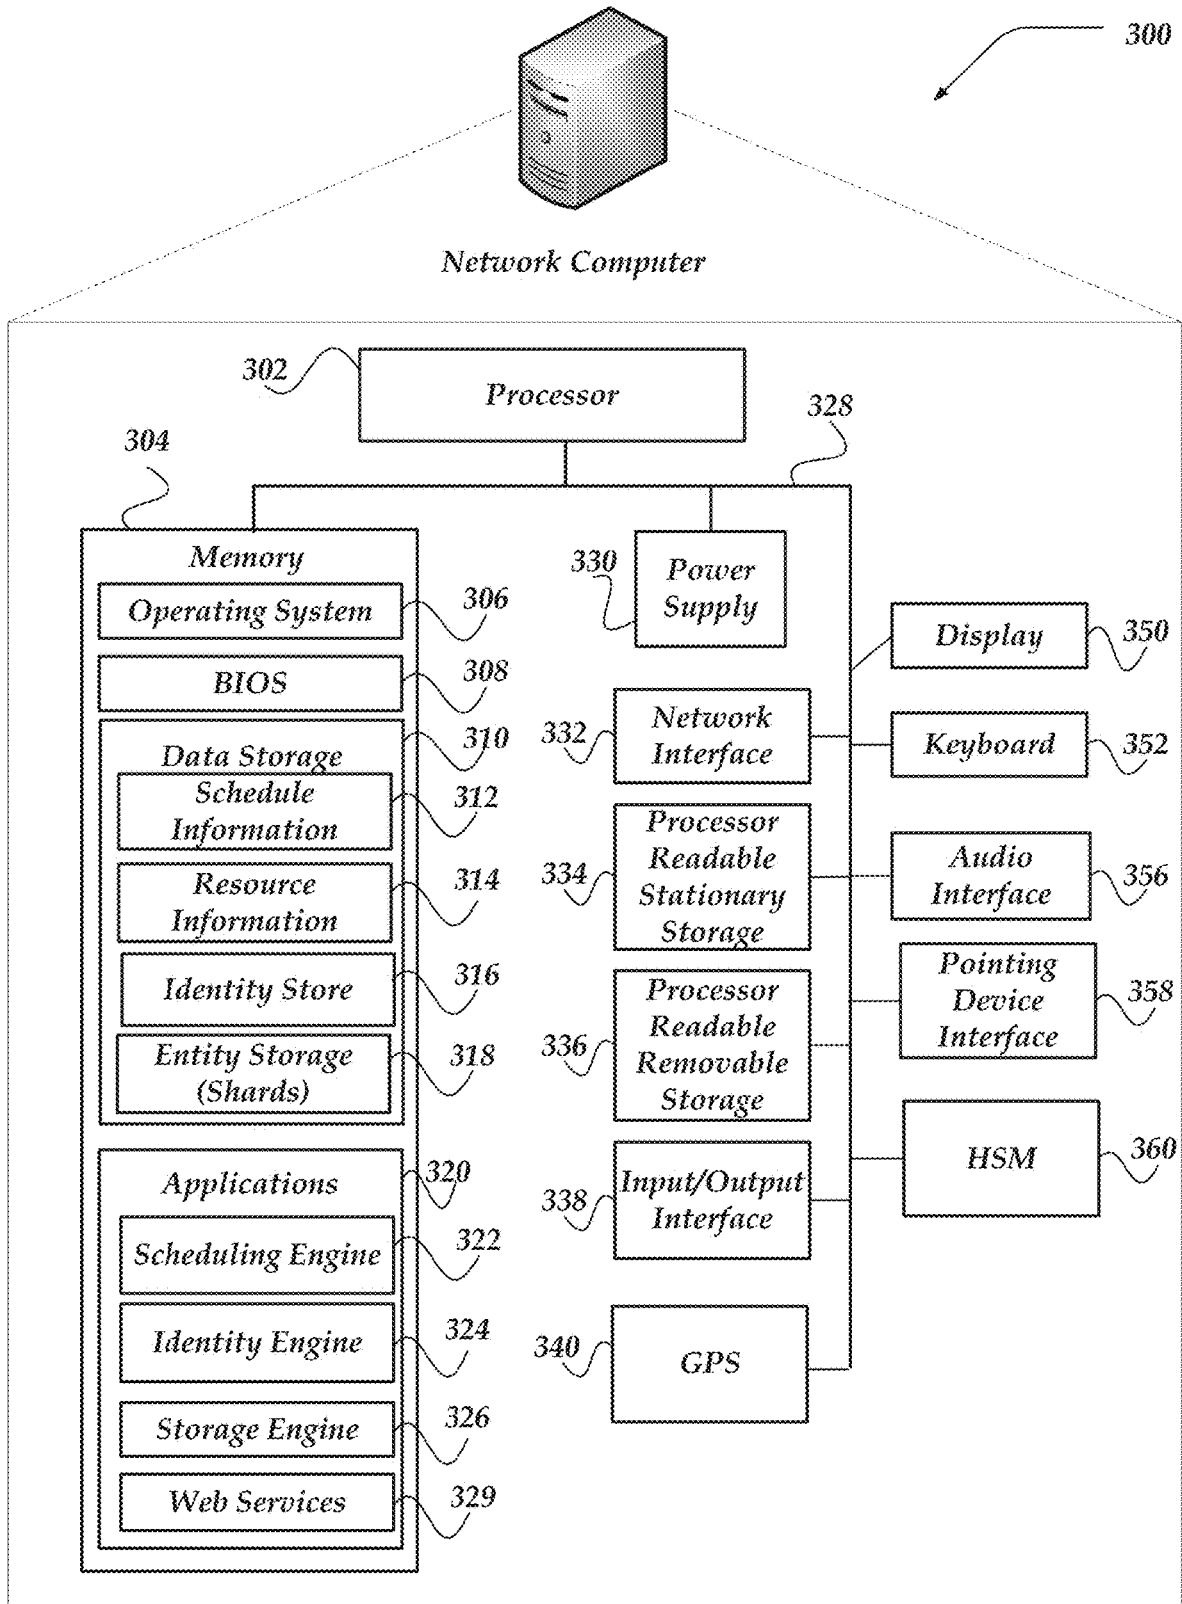 300
Network Computer
302
Processor
328
304
Memory
Operating System
306
BIOS
308
Data Storage
310
Schedule
Information
312
Resource
Information
314
Identity Store
316
Entity Storage
(Shards)
318
Applications
320
Scheduling Engine
322
Identity Engine
324
Storage Engine
326
Web Services
329
330
Power
Supply
332
Network
Interface
334
Processor
Readable
Stationary
Storage
336
Processor
Readable
Removable
Storage
338
Input/Output
Interface
340
GPS
Display
350
Keyboard
352
Audio
Interface
356
Pointing
Device
Interface
358
HSM
360